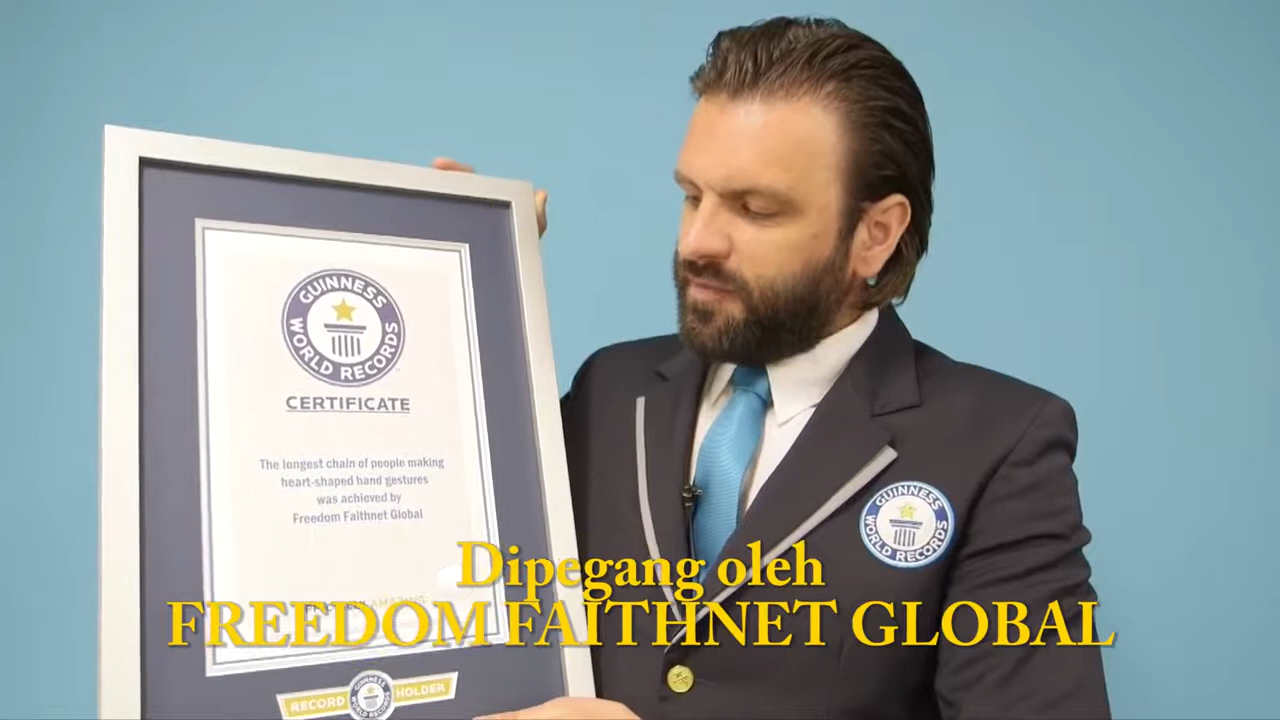 GUINNESS
WORLD RECORDS
CERTIFICATE
The longest chain of people making
heart-shaped hand gestures
was achieved by
Freedom Faithnet Global
Dipegang oleh
FREEDOM FAITHNET GLOBAL
RECORD HOLDER
GUINNESS
WORLD RECORDS
GUINNESS
WORLD RECORDS